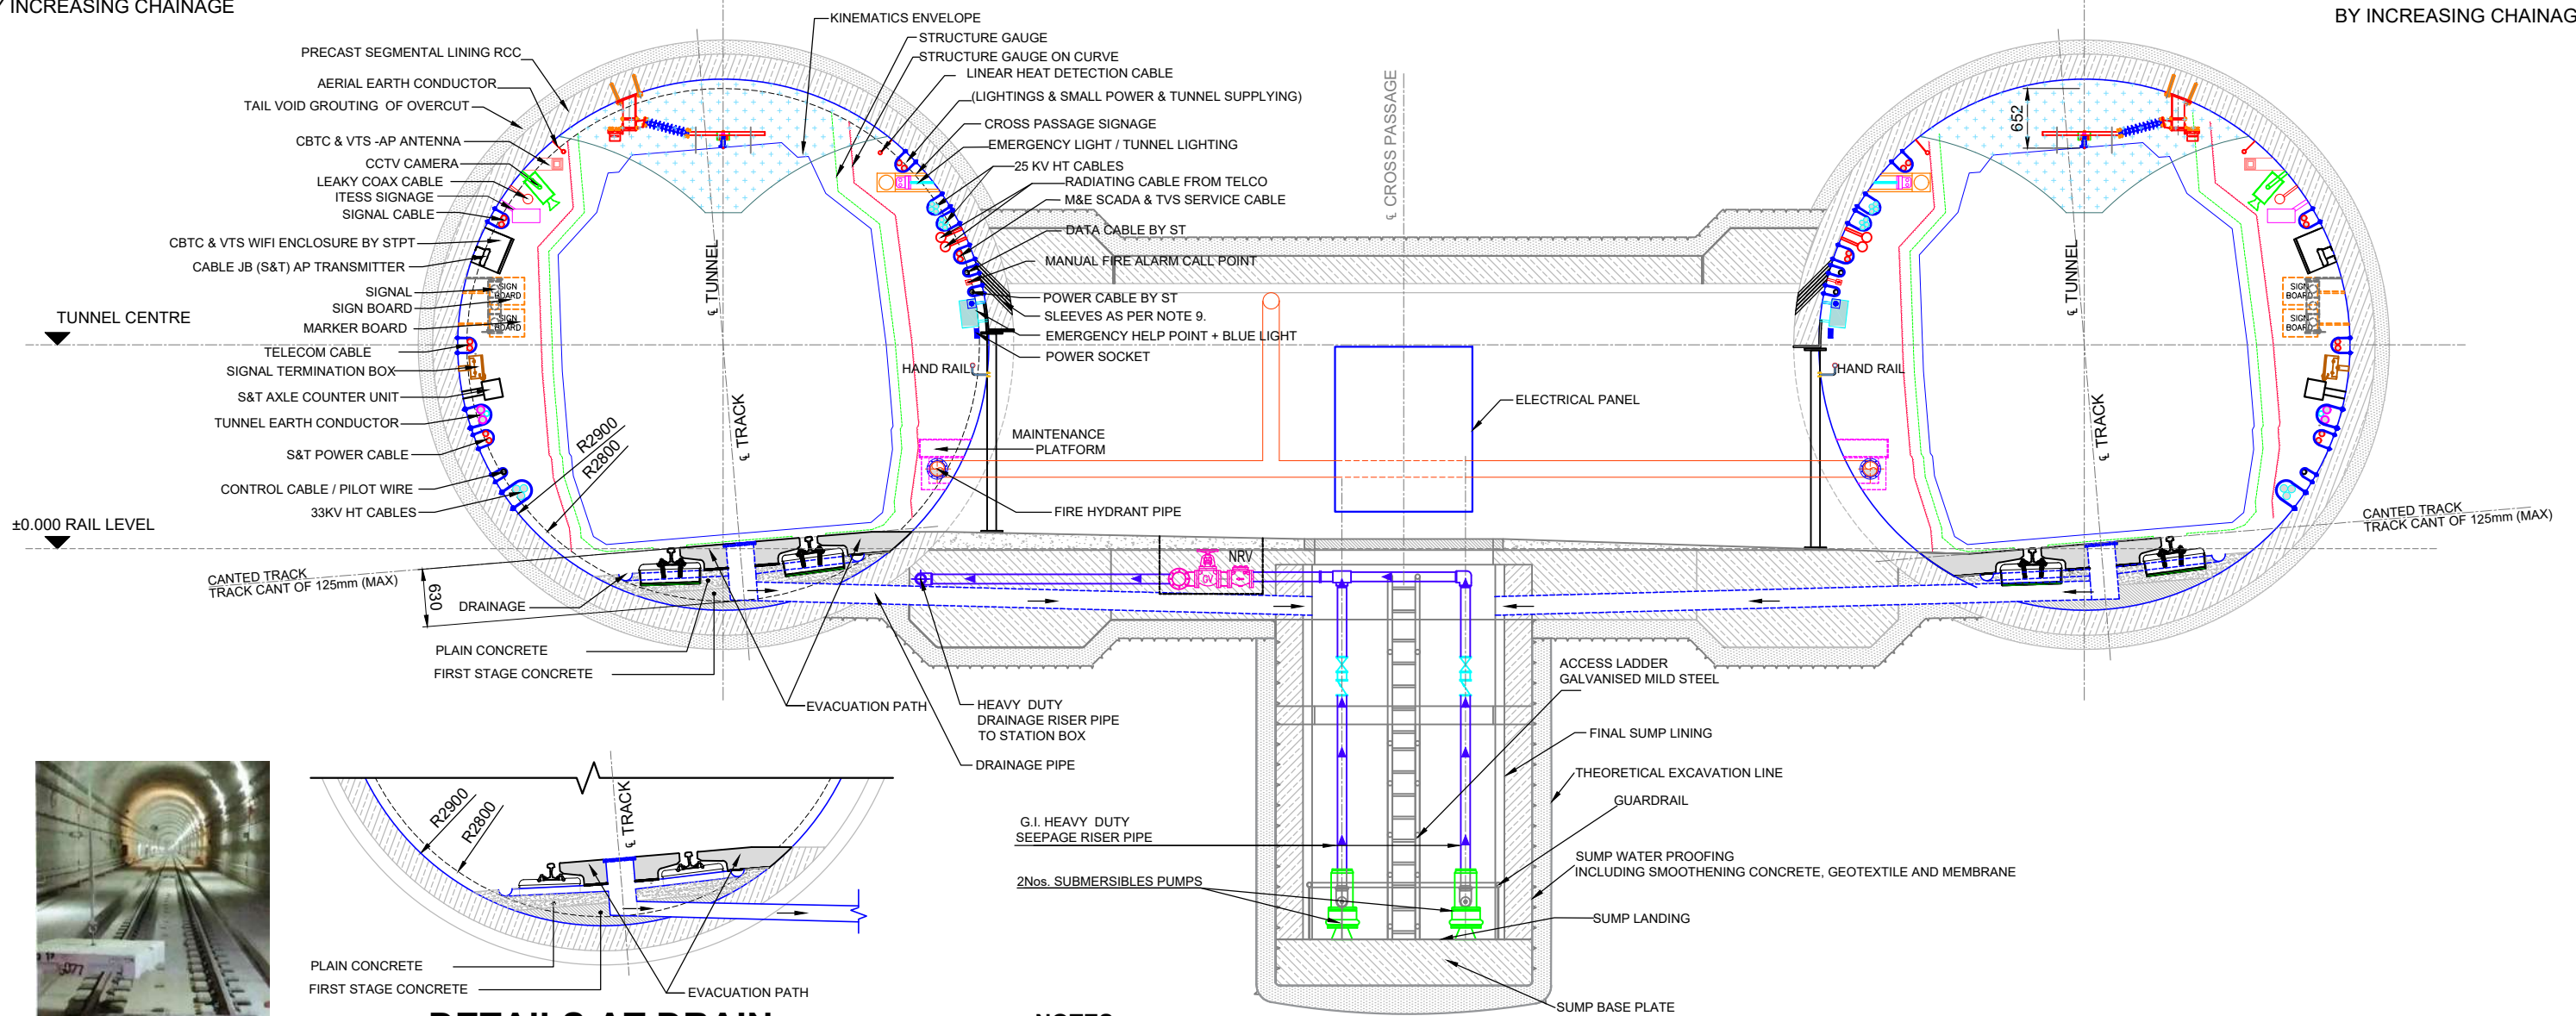 Y INCREASING CHAINAGE
BY INCREASING CHAINAG
KINEMATICS ENVELOPE
STRUCTURE GAUGE
STRUCTURE GAUGE ON CURVE
LINEAR HEAT DETECTION CABLE
(LIGHTINGS & SMALL POWER & TUNNEL SUPPLYING)
CROSS PASSAGE SIGNAGE
EMERGENCY LIGHT / TUNNEL LIGHTING
25 KV HT CABLES
RADIATING CABLE FROM TELCO
M&E SCADA & TVS SERVICE CABLE
DATA CABLE BY ST
MANUAL FIRE ALARM CALL POINT
POWER CABLE BY ST
SLEEVES AS PER NOTE 9.
EMERGENCY HELP POINT + BLUE LIGHT
POWER SOCKET
PRECAST SEGMENTAL LINING RCC
AERIAL EARTH CONDUCTOR
TAIL VOID GROUTING OF OVERCUT
CBTC & VTS -AP ANTENNA
CCTV CAMERA
LEAKY COAX CABLE
ITESS SIGNAGE
SIGNAL CABLE
CBTC & VTS WIFI ENCLOSURE BY STPT
CABLE JB (S&T) AP TRANSMITTER
SIGNAL
SIGN BOARD
MARKER BOARD
TELECOM CABLE
SIGNAL TERMINATION BOX
S&T AXLE COUNTER UNIT
TUNNEL EARTH CONDUCTOR
S&T POWER CABLE
CONTROL CABLE / PILOT WIRE
33KV HT CABLES
SIGN
BOARD
SIGN
BOARD
TUNNEL CENTRE
±0.000 RAIL LEVEL
℄ TUNNEL
℄ TRACK
R2900
R2800
HAND RAIL
MAINTENANCE
PLATFORM
FIRE HYDRANT PIPE
℄ CROSS PASSAGE
ELECTRICAL PANEL
HAND RAIL
652
℄ TUNNEL
℄ TRACK
SIGN
BOARD
SIGN
BOARD
CANTED TRACK
TRACK CANT OF 125mm (MAX)
CANTED TRACK
TRACK CANT OF 125mm (MAX)
630
DRAINAGE
PLAIN CONCRETE
FIRST STAGE CONCRETE
EVACUATION PATH
HEAVY DUTY
DRAINAGE RISER PIPE
TO STATION BOX
DRAINAGE PIPE
NRV
GV
ACCESS LADDER
GALVANISED MILD STEEL
FINAL SUMP LINING
THEORETICAL EXCAVATION LINE
GUARDRAIL
G.I. HEAVY DUTY
SEEPAGE RISER PIPE
2Nos. SUBMERSIBLES PUMPS
SUMP WATER PROOFING
INCLUDING SMOOTHENING CONCRETE, GEOTEXTILE AND MEMBRANE
SUMP LANDING
SUMP BASE PLATE
℄ TRACK
R2900
R2800
PLAIN CONCRETE
FIRST STAGE CONCRETE
EVACUATION PATH
077
DETAILS AT DRAIN
NOTES